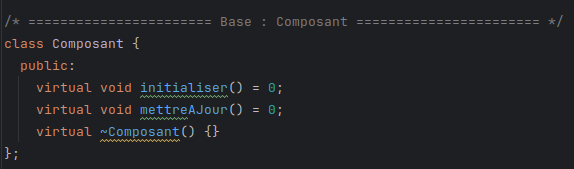 /* ======================= Base : Composant ======================= */
class Composant {
  public:
    virtual void initialiser() = 0;
    virtual void mettreAJour() = 0;
    virtual ~Composant() {}
};